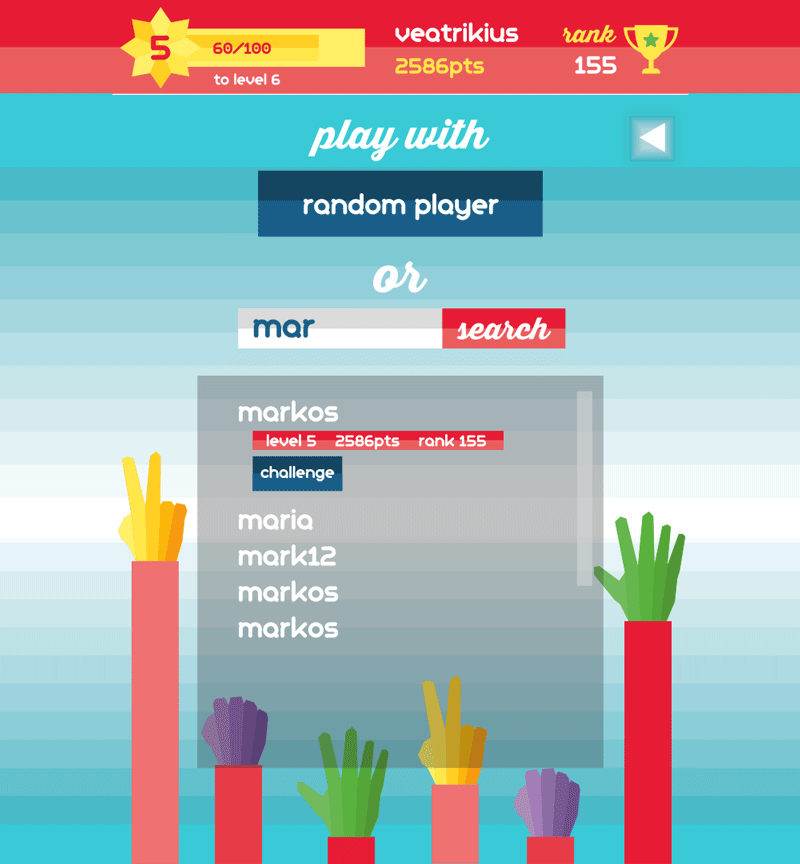 5
60/100
to level 6
veatrikius
2586pts
rank
155
play with
random player
or
mar
search
markos
level 5 2586pts rank 155
challenge
maria
mark12
markos
markos